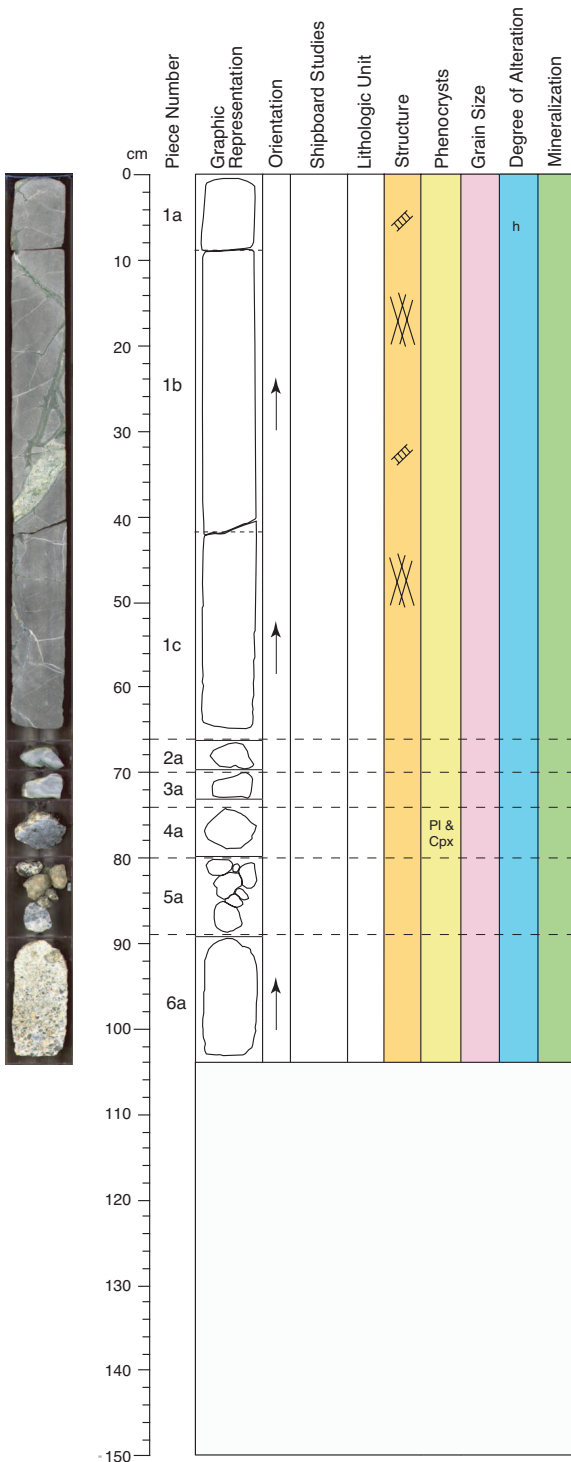 cm
Piece Number
Graphic
Representation
Orientation
Shipboard Studies
Lithologic Unit
Structure
Phenocrysts
Grain Size
Degree of Alteration
Mineralization
0
1a
h
10
20
1b
30
40
50
1c
60
2a
70
3a
4a
Pl &
Cpx
80
5a
90
6a
100
110
120
130
140
150